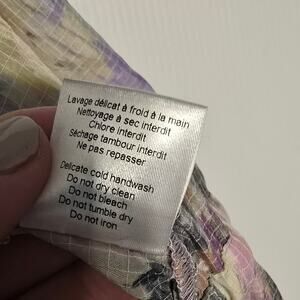 Lavage délicat à froid à la main
Nettoyage à sec interdit
Chlore interdit
Séchage tambour interdit
Ne pas repasser
Delicate cold handwash
Do not dry clean
Do not bleach
Do not tumble dry
Do not iron